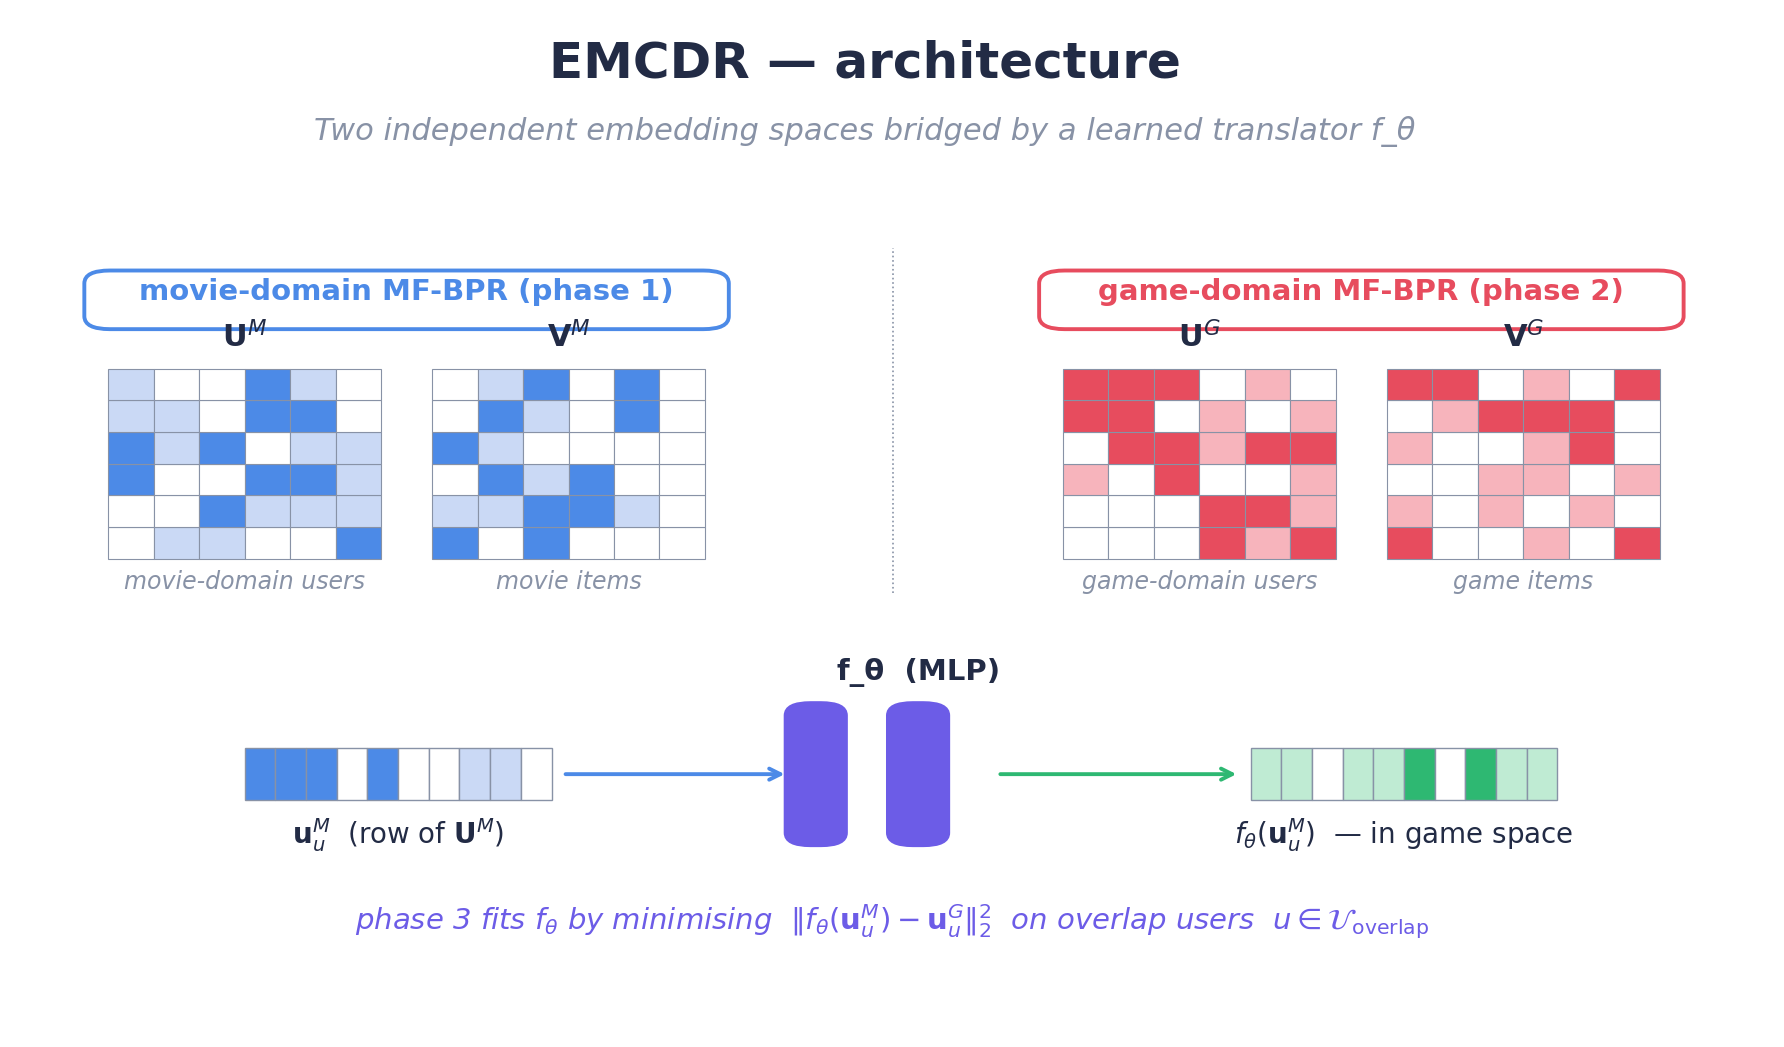 EMCDR — architecture
Two independent embedding spaces bridged by a learned translator f_θ
movie-domain MF-BPR (phase 1)
game-domain MF-BPR (phase 2)
𝐔^M
𝐕^M
𝐔^G
𝐕^G
movie-domain users
movie items
game-domain users
game items
f_θ (MLP)
𝐮_u^M (row of 𝐔^M)
f_θ(𝐮_u^M) — in game space
phase 3 fits f_θ by minimising ‖f_θ(𝐮_u^M) − 𝐮_u^G‖_2^2 on overlap users u ∈ 𝒰_overlap